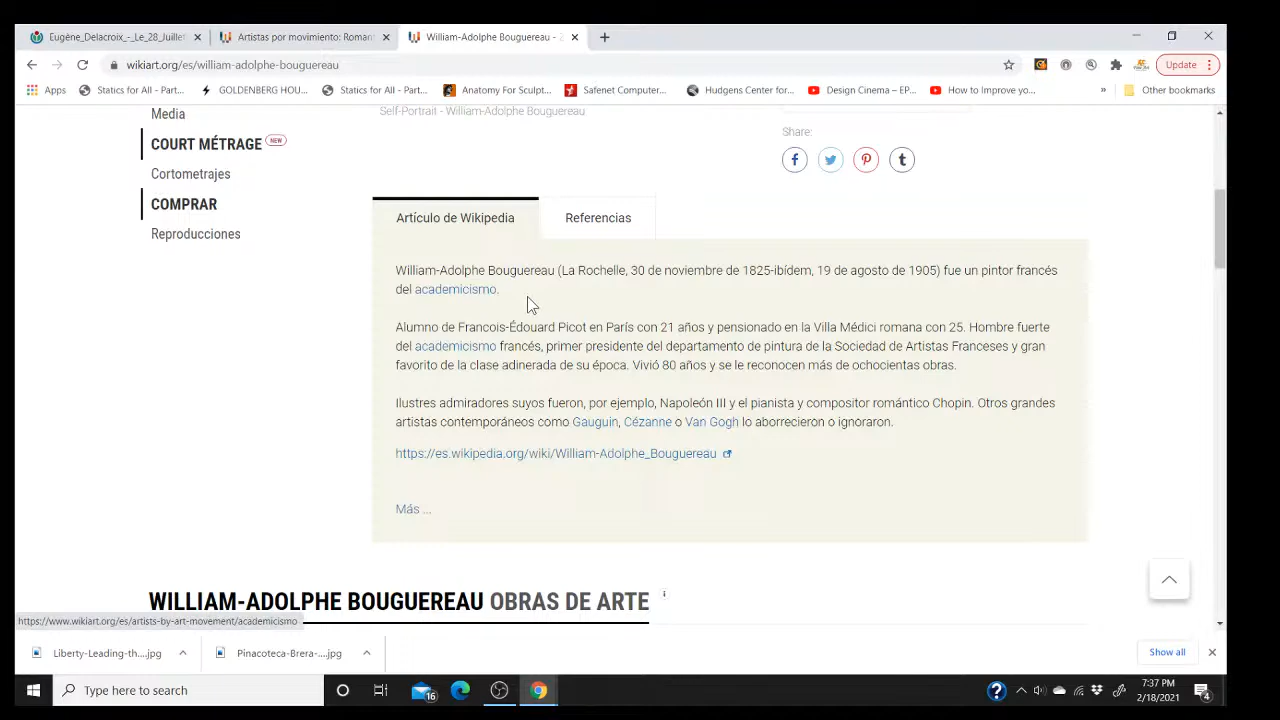 Eugène_Delacroix_-_Le_28_Juillet
Artistas por movimiento: Roman
William-Adolphe Bouguereau - 2
wikiart.org/es/william-adolphe-bouguereau
Update
Apps
Statics for All - Part...
GOLDENBERG HOU...
Statics for All - Part...
Anatomy For Sculpt...
Safenet Computer...
Hudgens Center for...
Design Cinema – EP...
How to Improve yo...
»
Other bookmarks
Media
COURT MÉTRAGE NEW
Cortometrajes
COMPRAR
Reproducciones
Self-Portrait - William-Adolphe Bouguereau
Share:
Artículo de Wikipedia
Referencias
William-Adolphe Bouguereau (La Rochelle, 30 de noviembre de 1825-ibídem, 19 de agosto de 1905) fue un pintor francés
del academicismo.
Alumno de Francois-Édouard Picot en París con 21 años y pensionado en la Villa Médici romana con 25. Hombre fuerte
del academicismo francés, primer presidente del departamento de pintura de la Sociedad de Artistas Franceses y gran
favorito de la clase adinerada de su época. Vivió 80 años y se le reconocen más de ochocientas obras.
Ilustres admiradores suyos fueron, por ejemplo, Napoleón III y el pianista y compositor romántico Chopin. Otros grandes
artistas contemporáneos como Gauguin, Cézanne o Van Gogh lo aborrecieron o ignoraron.
https://es.wikipedia.org/wiki/William-Adolphe_Bouguereau
Más ...
WILLIAM-ADOLPHE BOUGUEREAU OBRAS DE ARTE
https://www.wikiart.org/es/artists-by-art-movement/academicismo
Liberty-Leading-th....jpg
Pinacoteca-Brera-....jpg
Show all
Type here to search
16
7:37 PM
2/18/2021
4